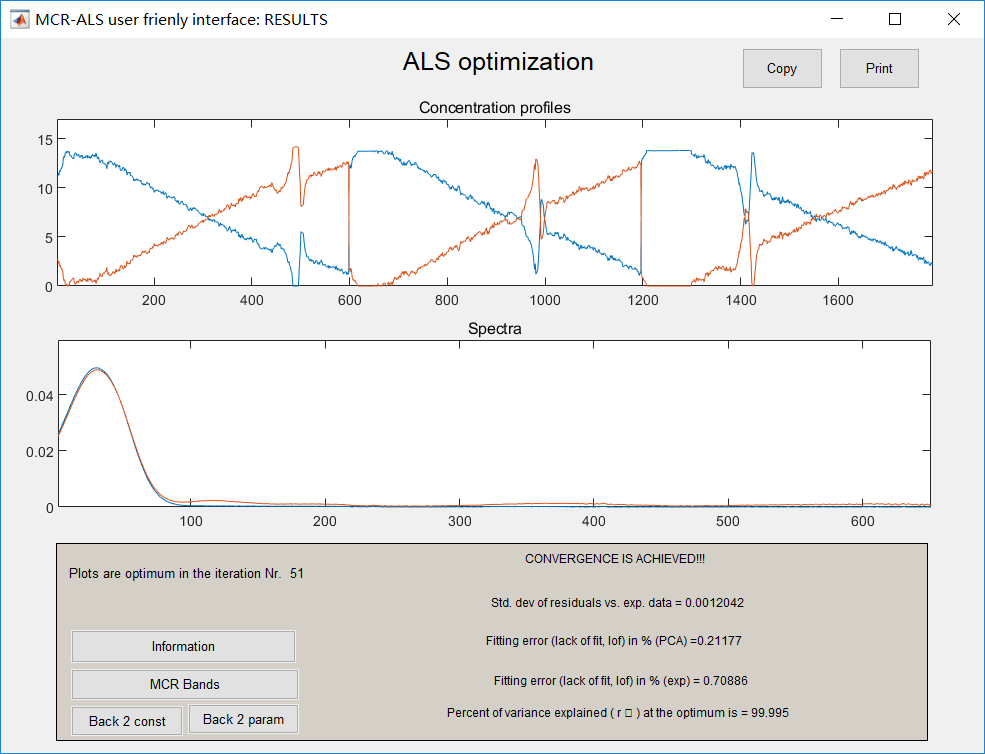 MCR-ALS user frienly interface: RESULTS
ALS optimization
Copy
Print
Concentration profiles
15
10
5
0
200 400 600 800 1000 1200 1400 1600
Spectra
0.04
0.02
0
100 200 300 400 500 600
CONVERGENCE IS ACHIEVED!!!
Plots are optimum in the iteration Nr. 51
Std. dev of residuals vs. exp. data = 0.0012042
Information
Fitting error (lack of fit, lof) in % (PCA) =0.21177
MCR Bands
Fitting error (lack of fit, lof) in % (exp) = 0.70886
Back 2 const
Back 2 param
Percent of variance explained ( r □ ) at the optimum is = 99.995